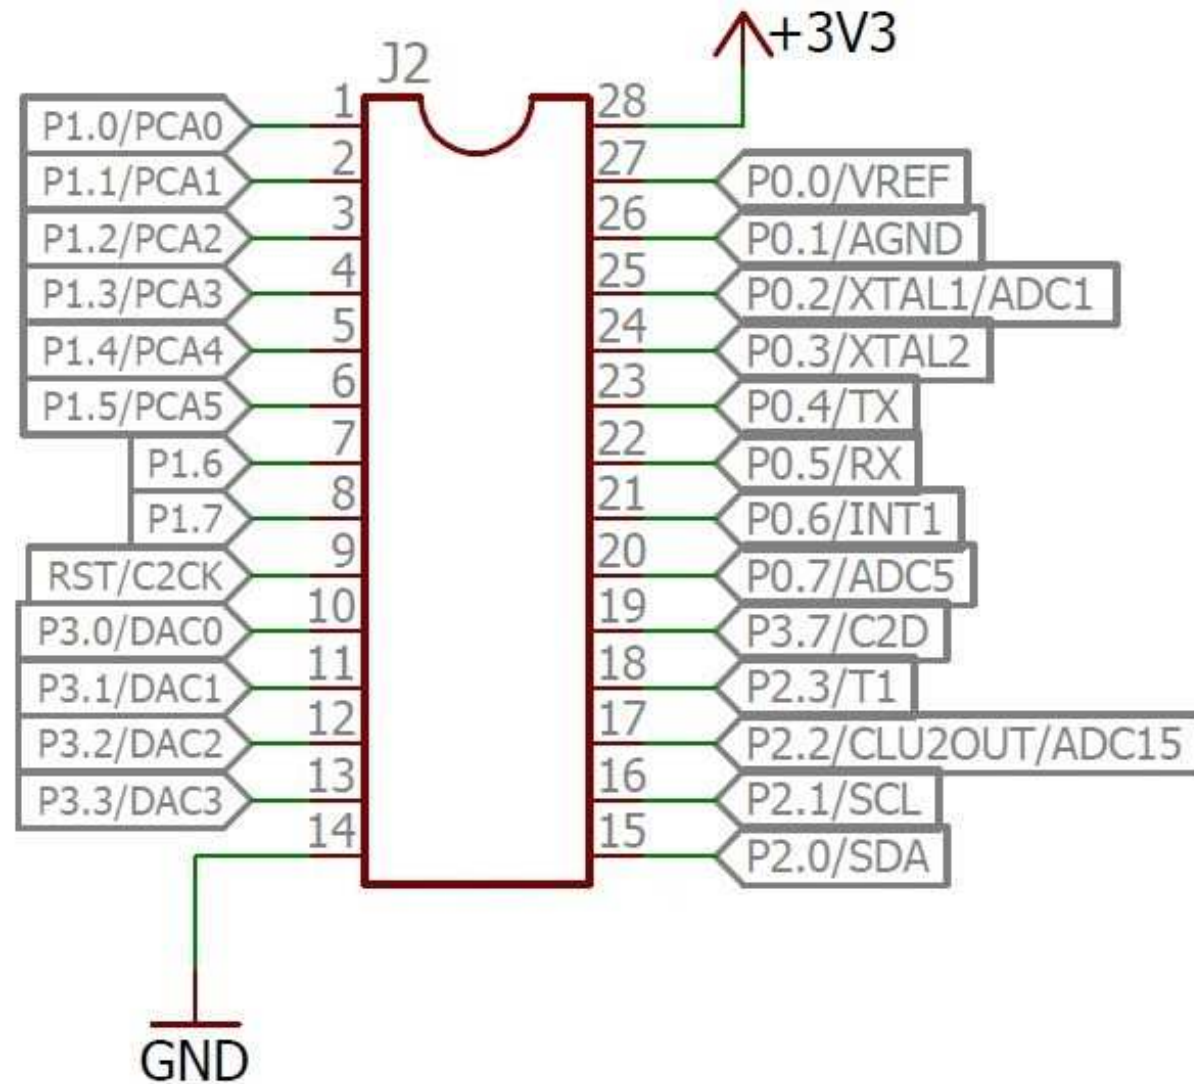 +3V3
J2
P1.0/PCA0 1 28
P1.1/PCA1 2 27 P0.0/VREF
P1.2/PCA2 3 26 P0.1/AGND
P1.3/PCA3 4 25 P0.2/XTAL1/ADC1
P1.4/PCA4 5 24 P0.3/XTAL2
P1.5/PCA5 6 23 P0.4/TX
P1.6 7 22 P0.5/RX
P1.7 8 21 P0.6/INT1
RST/C2CK 9 20 P0.7/ADC5
P3.0/DAC0 10 19 P3.7/C2D
P3.1/DAC1 11 18 P2.3/T1
P3.2/DAC2 12 17 P2.2/CLU2OUT/ADC15
P3.3/DAC3 13 16 P2.1/SCL
14 15 P2.0/SDA
GND